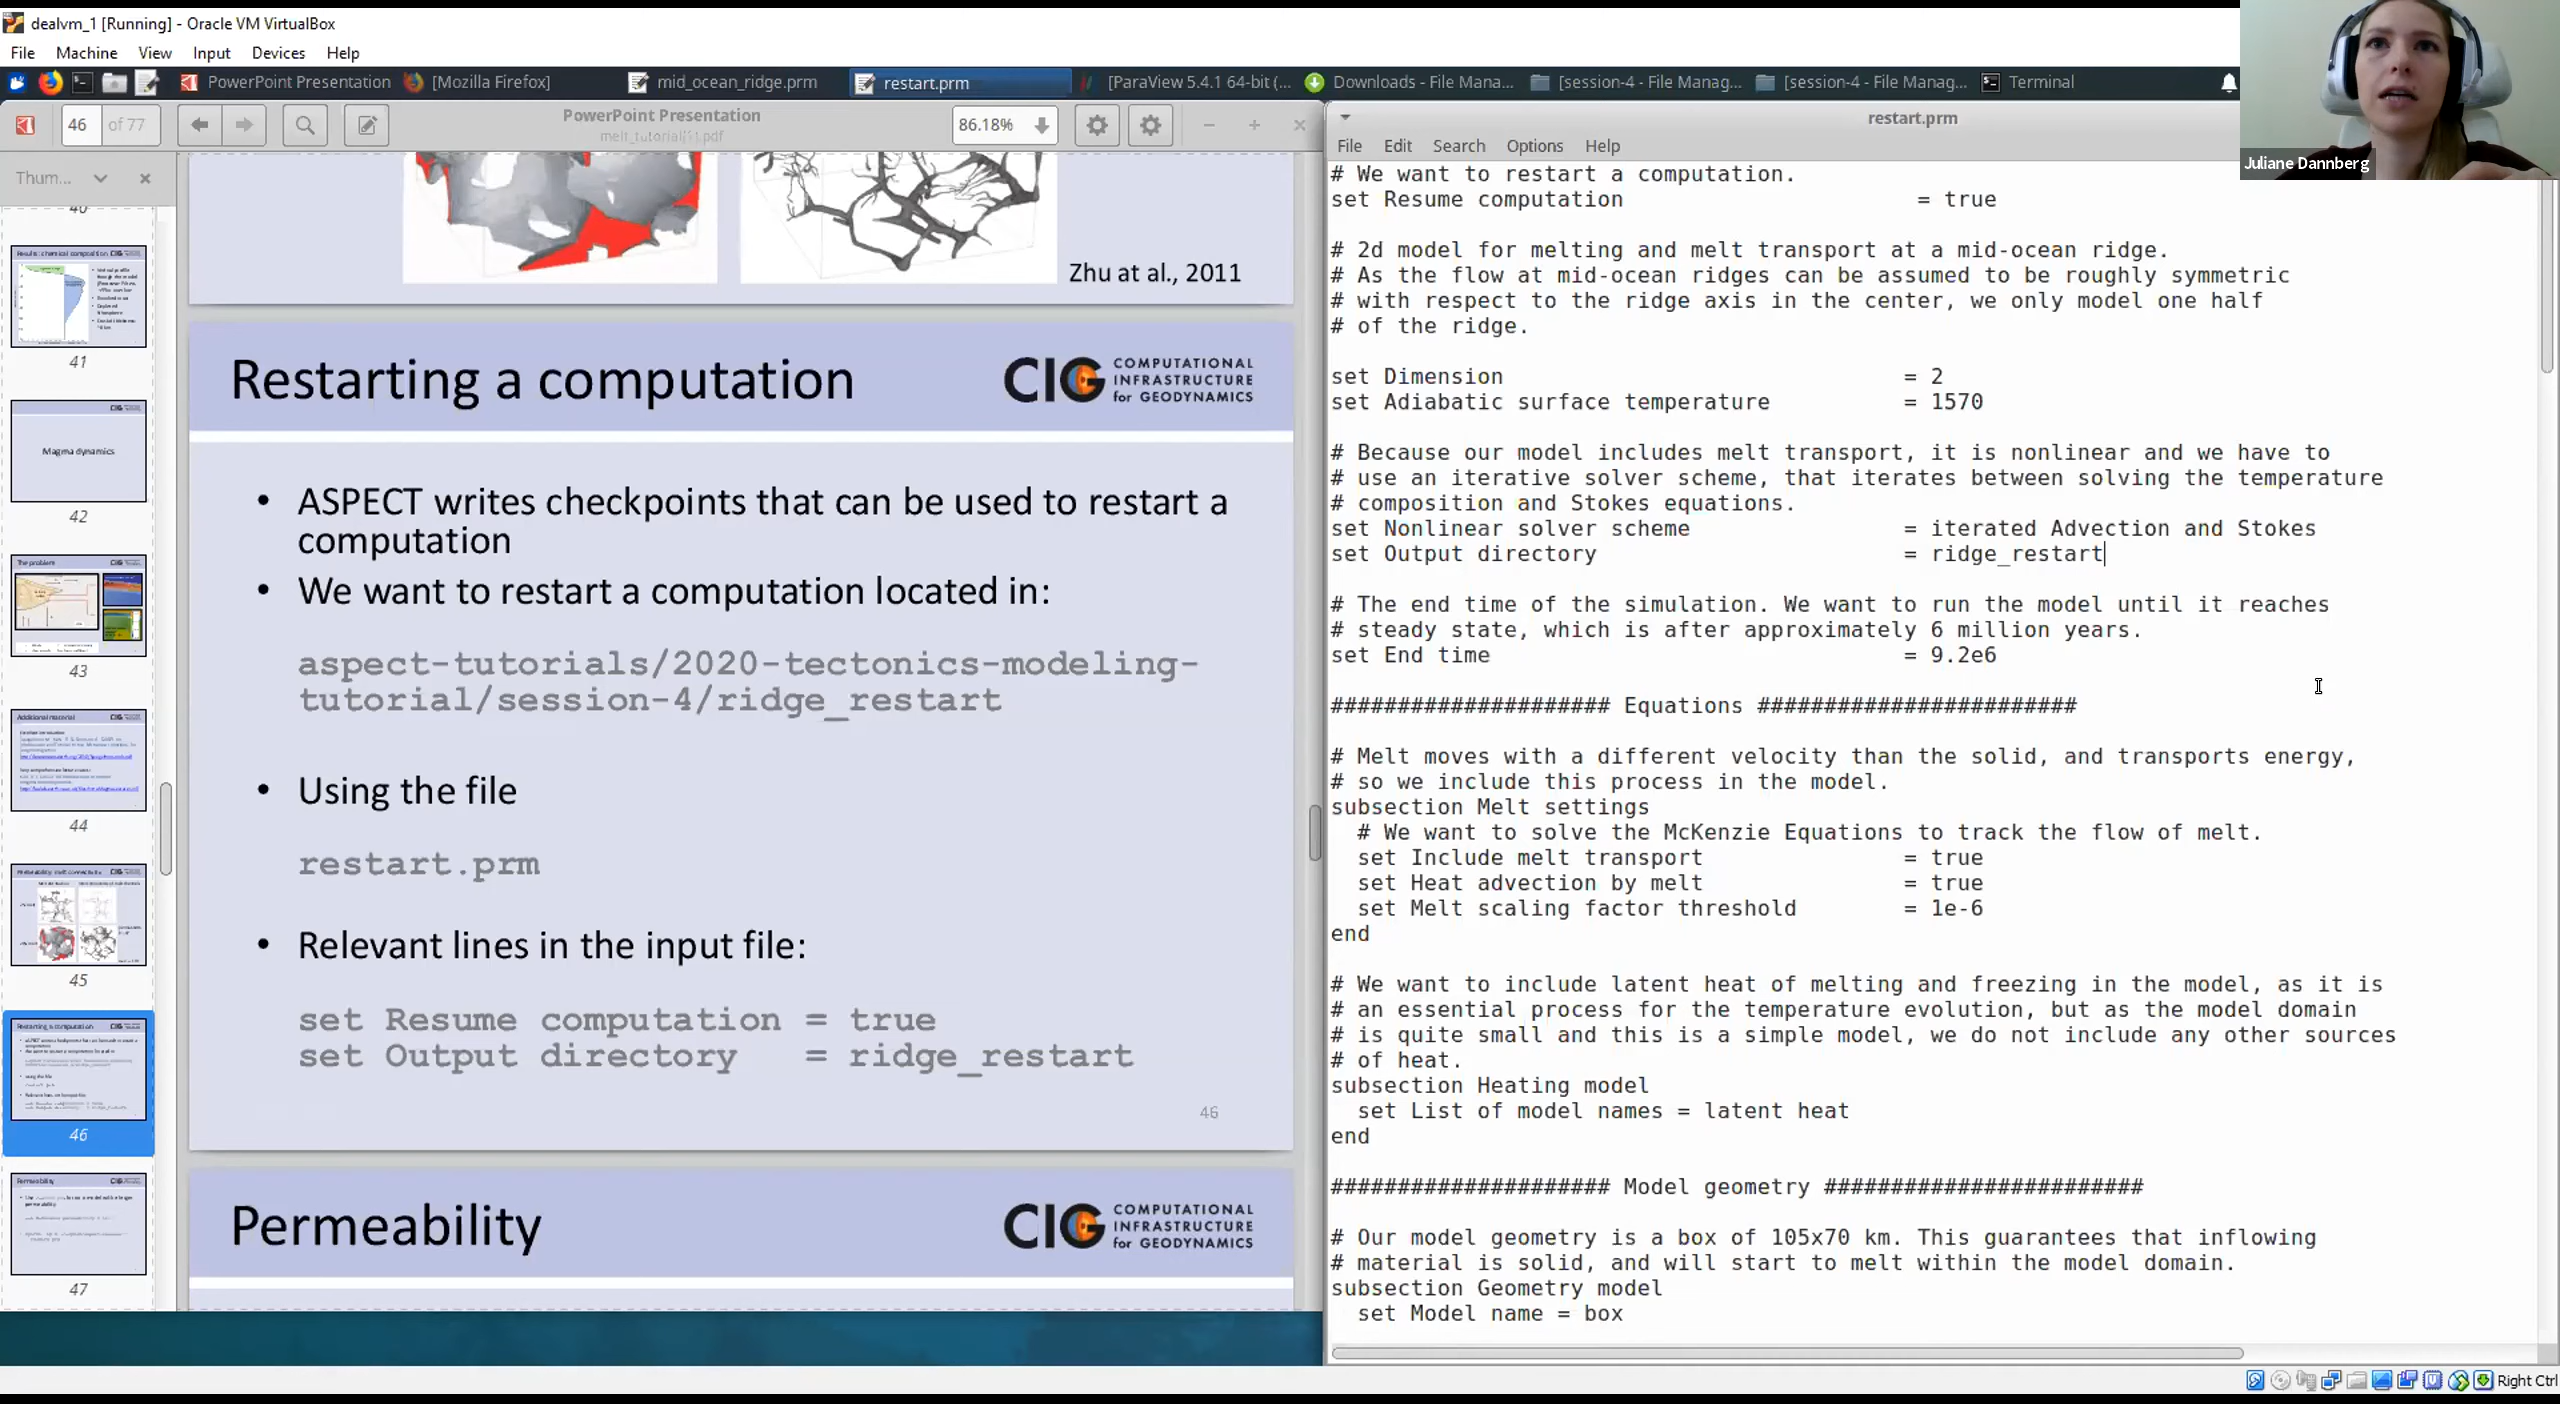 dealvm_1 [Running] - Oracle VM VirtualBox
File Machine View Input Devices Help
PowerPoint Presentation [Mozilla Firefox] mid_ocean_ridge.prm restart.prm [ParaView 5.4.1 64-bit (... Downloads - File Mana... [session-4 - File Manag... [session-4 - File Manag... Terminal
46 of 77
PowerPoint Presentation
melt_tutorial(1).pdf
86.18%
Thum...
40
Results: chemical composition
41
Magma dynamics
42
The problem
43
Additional material
44
Permeability: melt connectivity
45
Restarting a computation
46
Permeability
47
Zhu at al., 2011
Restarting a computation
CIG COMPUTATIONAL
INFRASTRUCTURE
for GEODYNAMICS
• ASPECT writes checkpoints that can be used to restart a
computation
• We want to restart a computation located in:
aspect-tutorials/2020-tectonics-modeling-
tutorial/session-4/ridge_restart
• Using the file
restart.prm
• Relevant lines in the input file:
set Resume computation = true
set Output directory = ridge_restart
46
Permeability
CIG COMPUTATIONAL
INFRASTRUCTURE
for GEODYNAMICS
restart.prm
File Edit Search Options Help
# We want to restart a computation.
set Resume computation = true
# 2d model for melting and melt transport at a mid-ocean ridge.
# As the flow at mid-ocean ridges can be assumed to be roughly symmetric
# with respect to the ridge axis in the center, we only model one half
# of the ridge.
set Dimension = 2
set Adiabatic surface temperature = 1570
# Because our model includes melt transport, it is nonlinear and we have to
# use an iterative solver scheme, that iterates between solving the temperature
# composition and Stokes equations.
set Nonlinear solver scheme = iterated Advection and Stokes
set Output directory = ridge_restart
# The end time of the simulation. We want to run the model until it reaches
# steady state, which is after approximately 6 million years.
set End time = 9.2e6
##################### Equations ########################
# Melt moves with a different velocity than the solid, and transports energy,
# so we include this process in the model.
subsection Melt settings
# We want to solve the McKenzie Equations to track the flow of melt.
set Include melt transport = true
set Heat advection by melt = true
set Melt scaling factor threshold = 1e-6
end
# We want to include latent heat of melting and freezing in the model, as it is
# an essential process for the temperature evolution, but as the model domain
# is quite small and this is a simple model, we do not include any other sources
# of heat.
subsection Heating model
set List of model names = latent heat
end
##################### Model geometry ########################
# Our model geometry is a box of 105x70 km. This guarantees that inflowing
# material is solid, and will start to melt within the model domain.
subsection Geometry model
set Model name = box
Juliane Dannberg
Right Ctrl